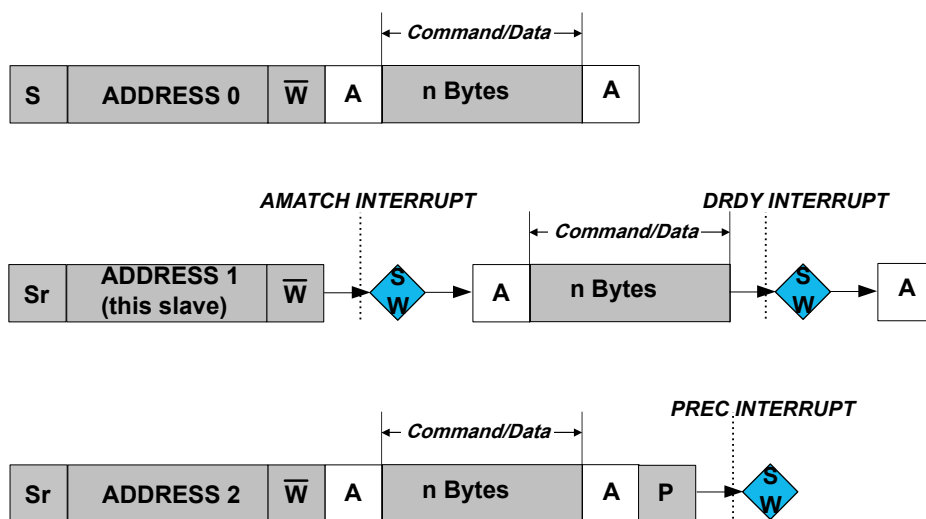 Command/Data
S ADDRESS 0 W̅ A n Bytes A
AMATCH INTERRUPT DRDY INTERRUPT
Command/Data
Sr ADDRESS 1 (this slave) W̅ S W A n Bytes S W A
PREC INTERRUPT
Command/Data
Sr ADDRESS 2 W̅ A n Bytes A P S W